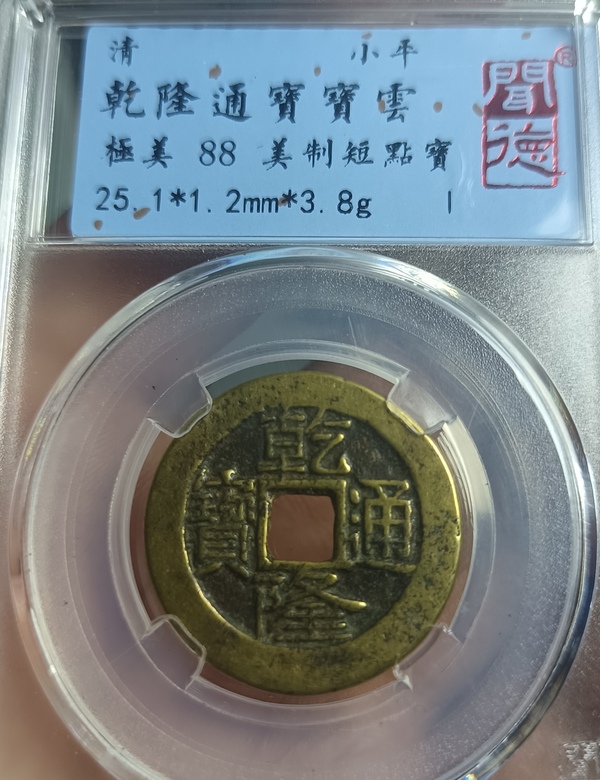 清 小平
乾隆通寶寶雲
極美 88 美制短點寶
25.1*1.2mm*3.8g I
聞德
®
乾隆通寶